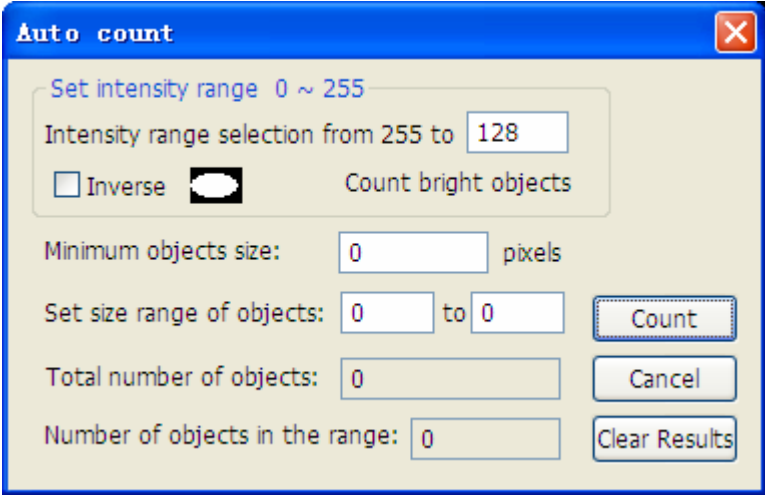 Auto count
Set intensity range 0 ~ 255
Intensity range selection from 255 to 128
Inverse Count bright objects
Minimum objects size: 0 pixels
Set size range of objects: 0 to 0 Count
Total number of objects: 0 Cancel
Number of objects in the range: 0 Clear Results